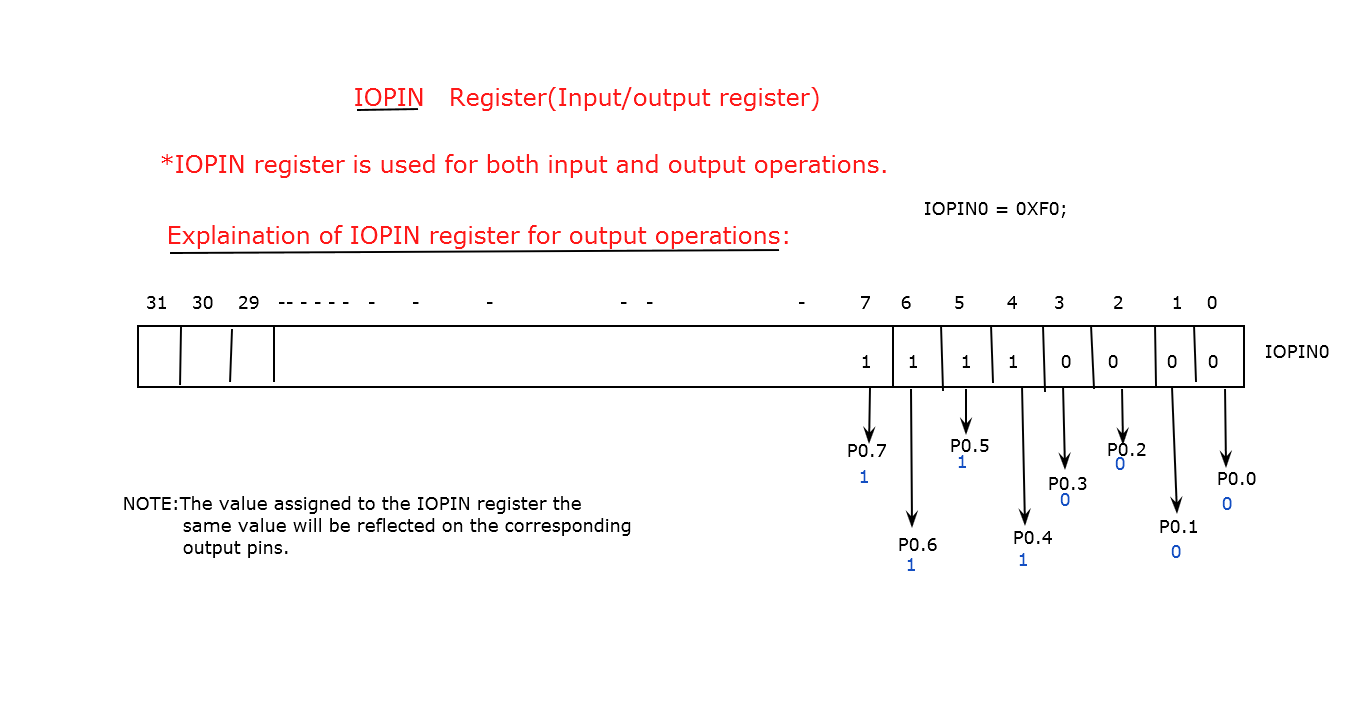 IOPIN Register(Input/output register)
*IOPIN register is used for both input and output operations.
IOPIN0 = 0XF0;
Explaination of IOPIN register for output operations:
31 30 29 -- - - - - - - - - - - 7 6 5 4 3 2 1 0
1 1 1 1 0 0 0 0 IOPIN0
P0.7 P0.5 P0.2
1 1 0
P0.3 P0.0
0 0
NOTE:The value assigned to the IOPIN register the
same value will be reflected on the corresponding
output pins.
P0.6 P0.4 P0.1
1 1 0